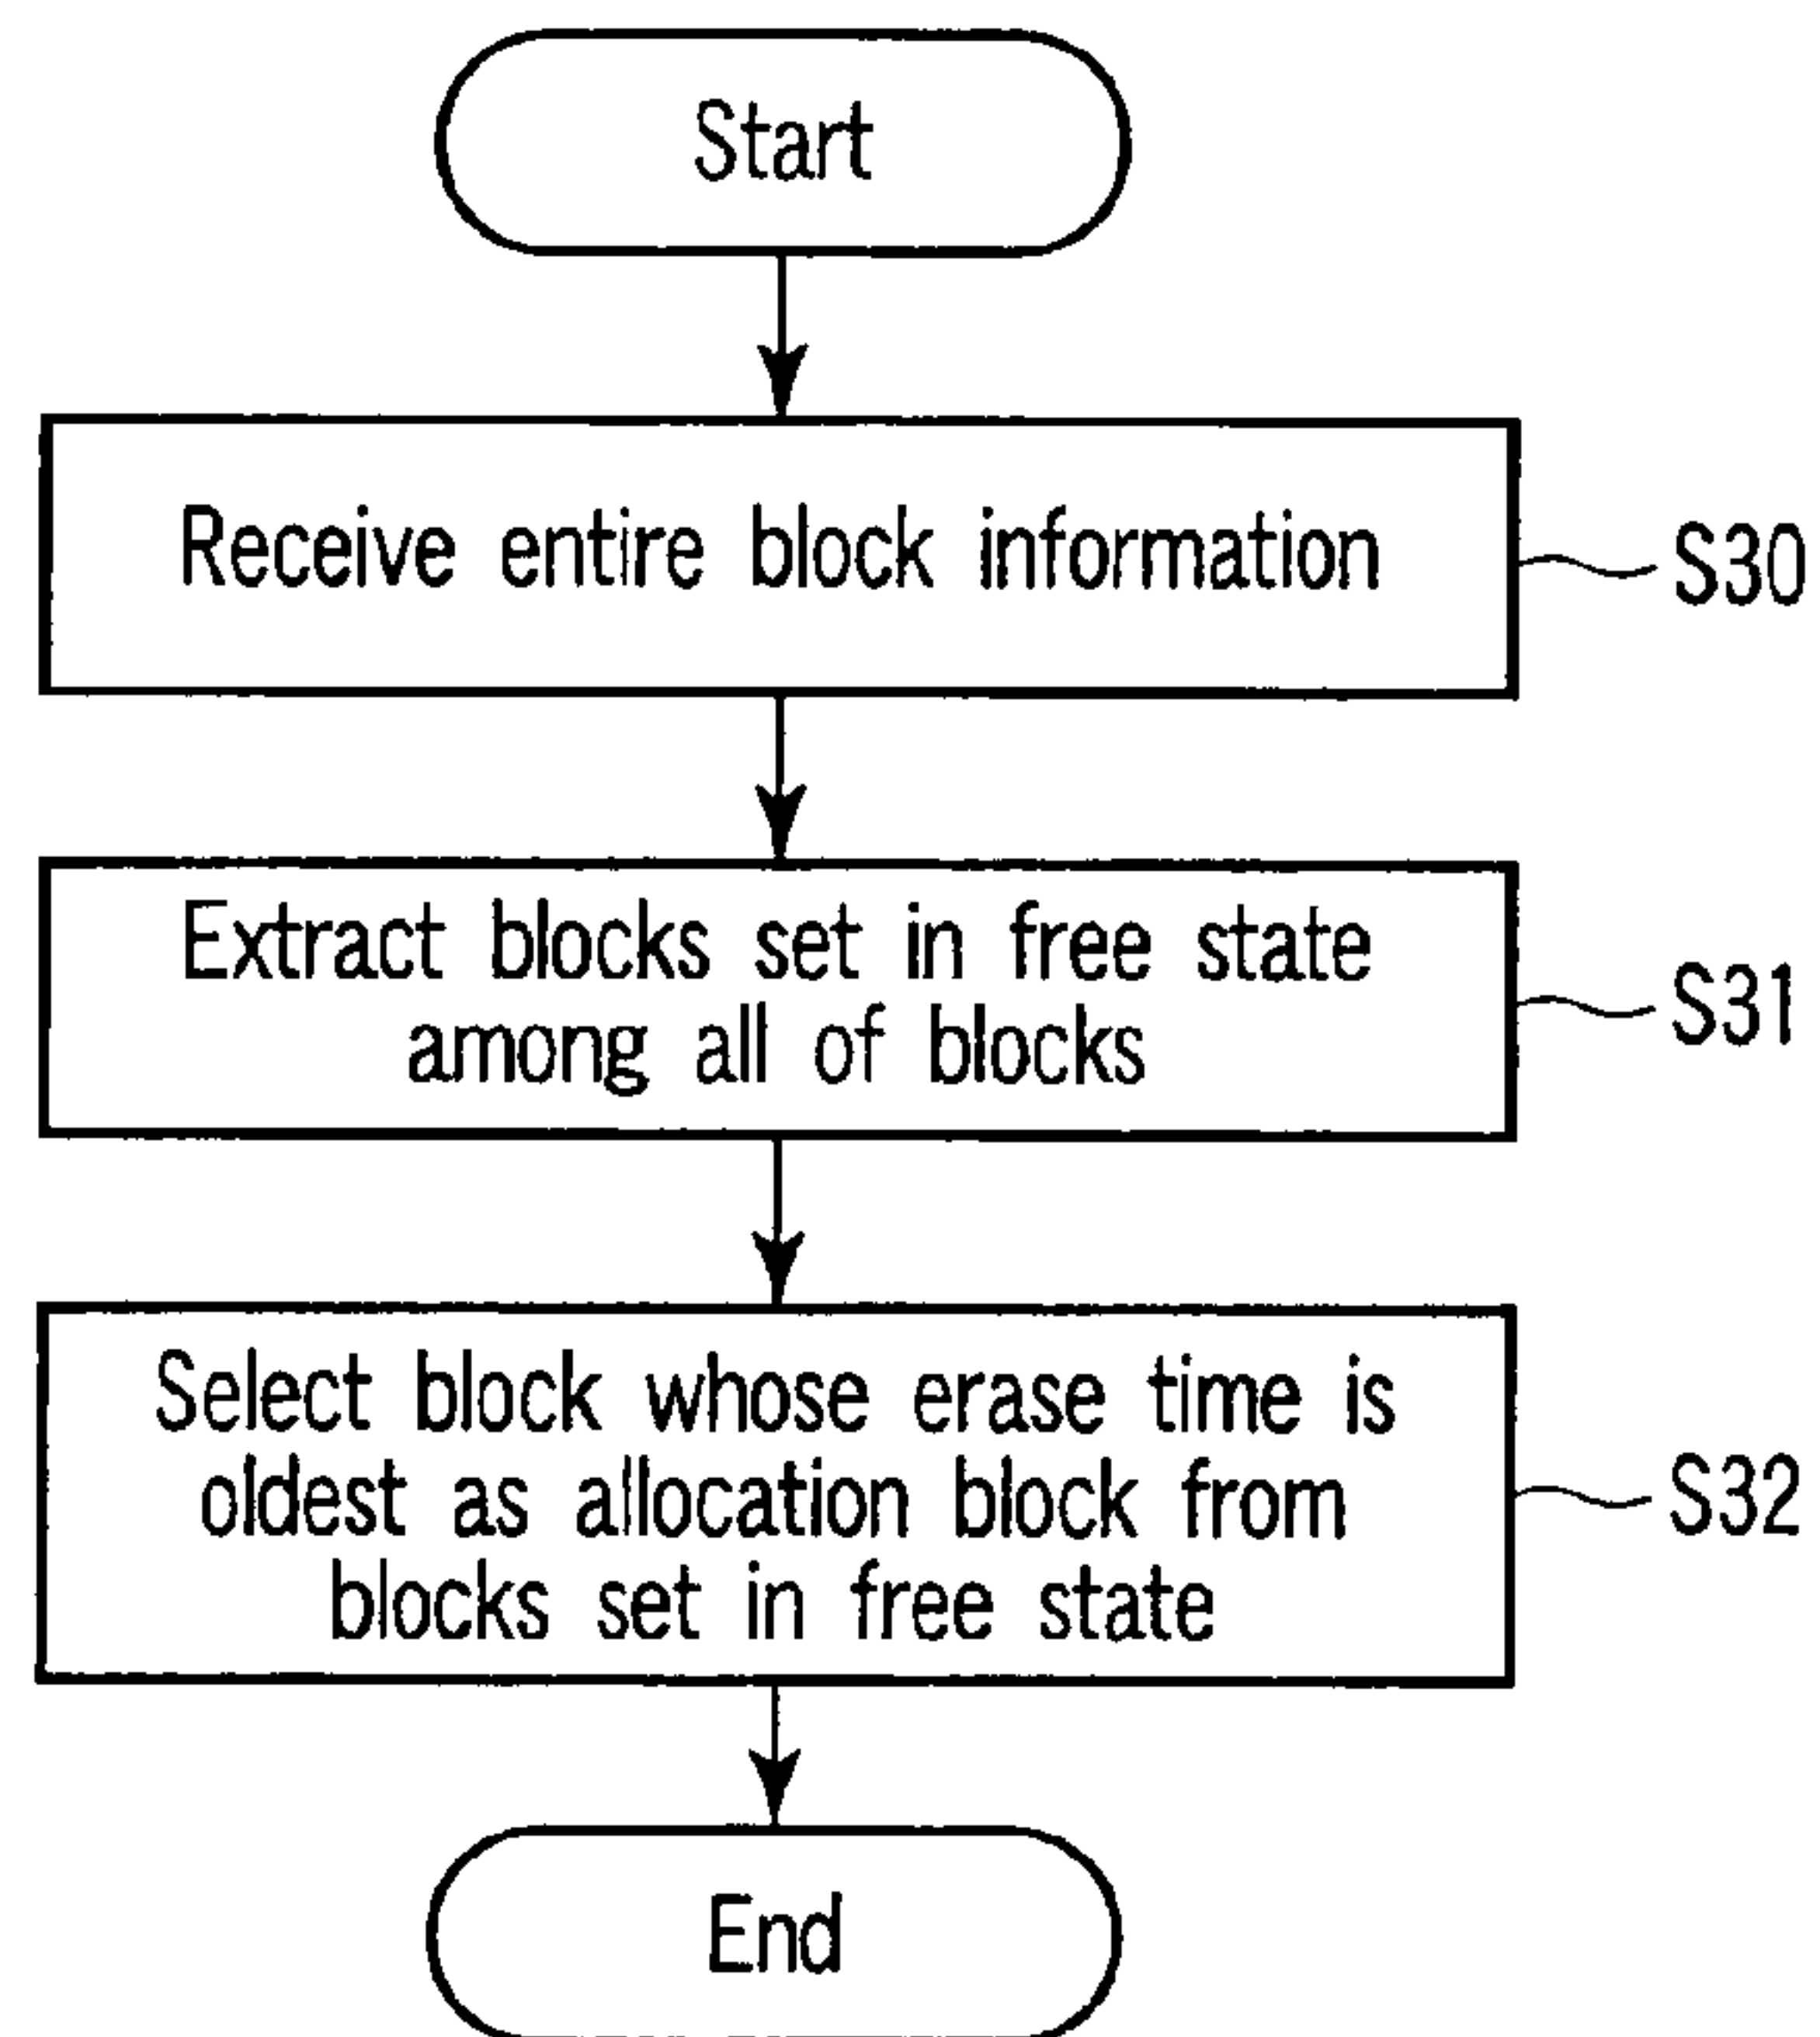 Start
Receive entire block information
S30
Extract blocks set in free state
among all of blocks
S31
Select block whose erase time is
oldest as allocation block from
blocks set in free state
S32
End